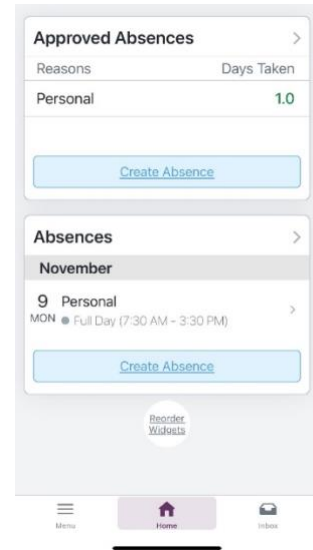 Approved Absences
Reasons Days Taken
Personal 1.0
Create Absence
Absences
November
9 Personal
MON Full Day (7:30 AM - 3:30 PM)
Create Absence
Reorder
Widgets
Menu Home Inbox